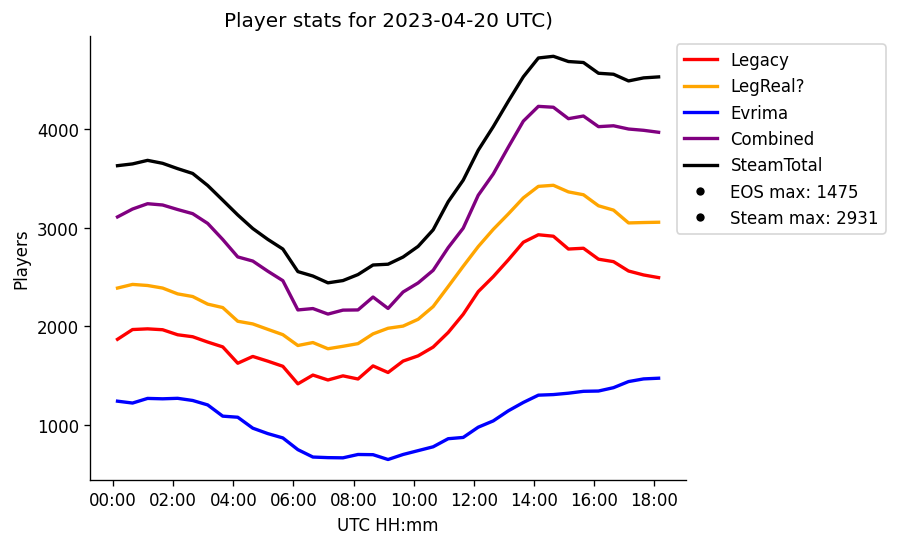 Player stats for 2023-04-20 UTC)
Players
4000
3000
2000
1000
00:00 02:00 04:00 06:00 08:00 10:00 12:00 14:00 16:00 18:00
UTC HH:mm
Legacy
LegReal?
Evrima
Combined
SteamTotal
EOS max: 1475
Steam max: 2931